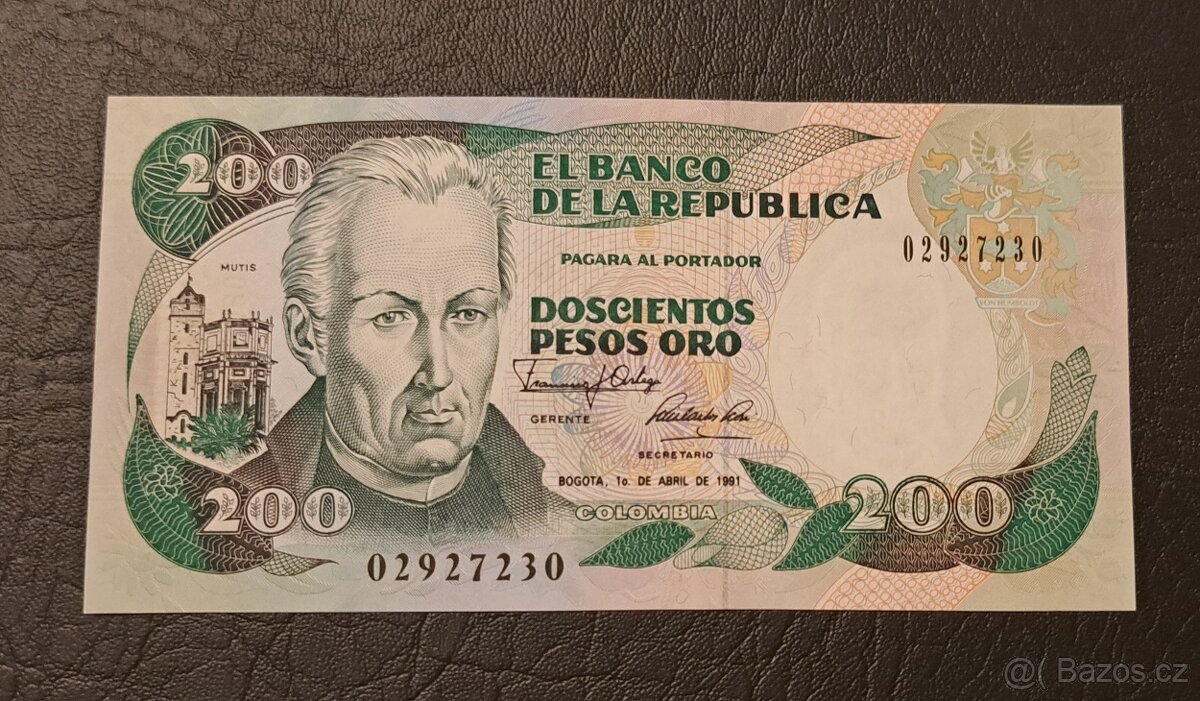 200
EL BANCO
DE LA REPUBLICA
02927230
MUTIS
PAGARA AL PORTADOR
VON HUMBOLDT
DOSCIENTOS
PESOS ORO
GERENTE
SECRETARIO
BOGOTA, 1o. DE ABRIL DE 1991
200
COLOMBIA
200
02927230
@( Bazos.cz